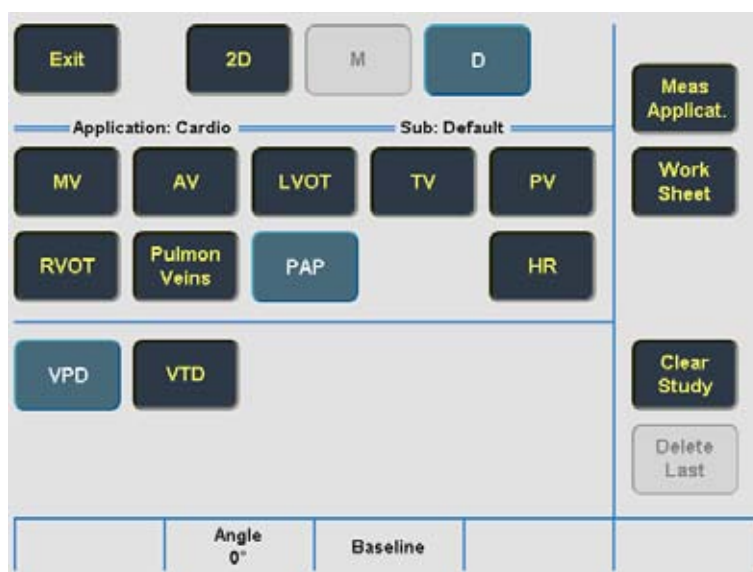 Exit
2D
M
D
Meas
Applicat.
Application: Cardio
Sub: Default
MV
AV
LVOT
TV
PV
Work
Sheet
RVOT
Pulmon
Veins
PAP
HR
VPD
VTD
Clear
Study
Delete
Last
Angle
0°
Baseline